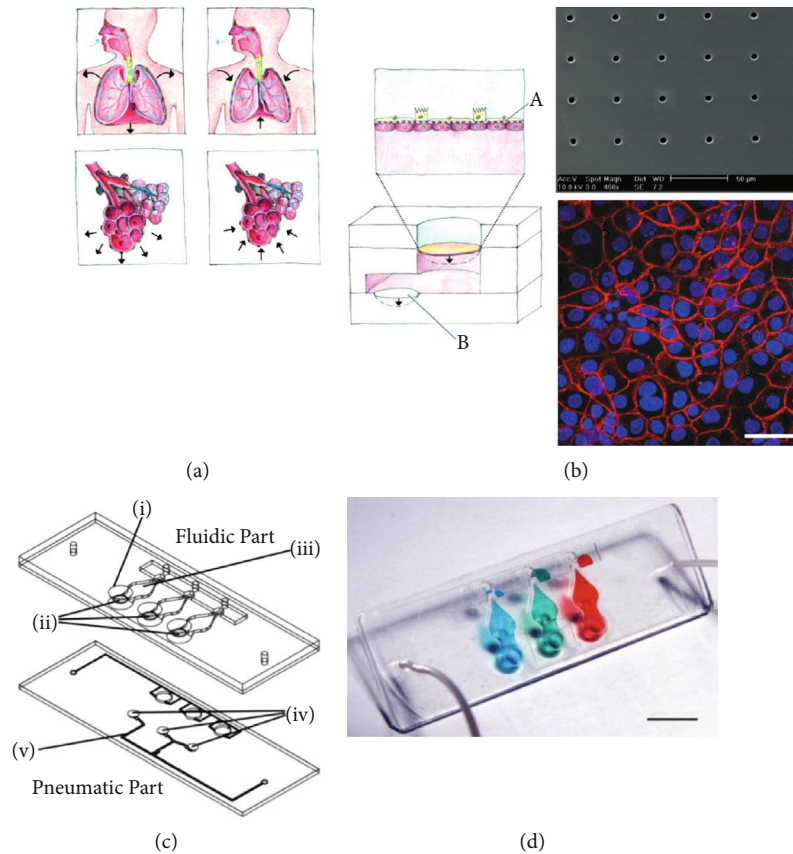 A
B
Acc.V Spot Magn Det WD
10.0 kV 0.0 468x SE 7.2
50 μm
(a)
(b)
(i)
Fluidic Part
(iii)
(ii)
(iv)
(v)
Pneumatic Part
(c)
(d)